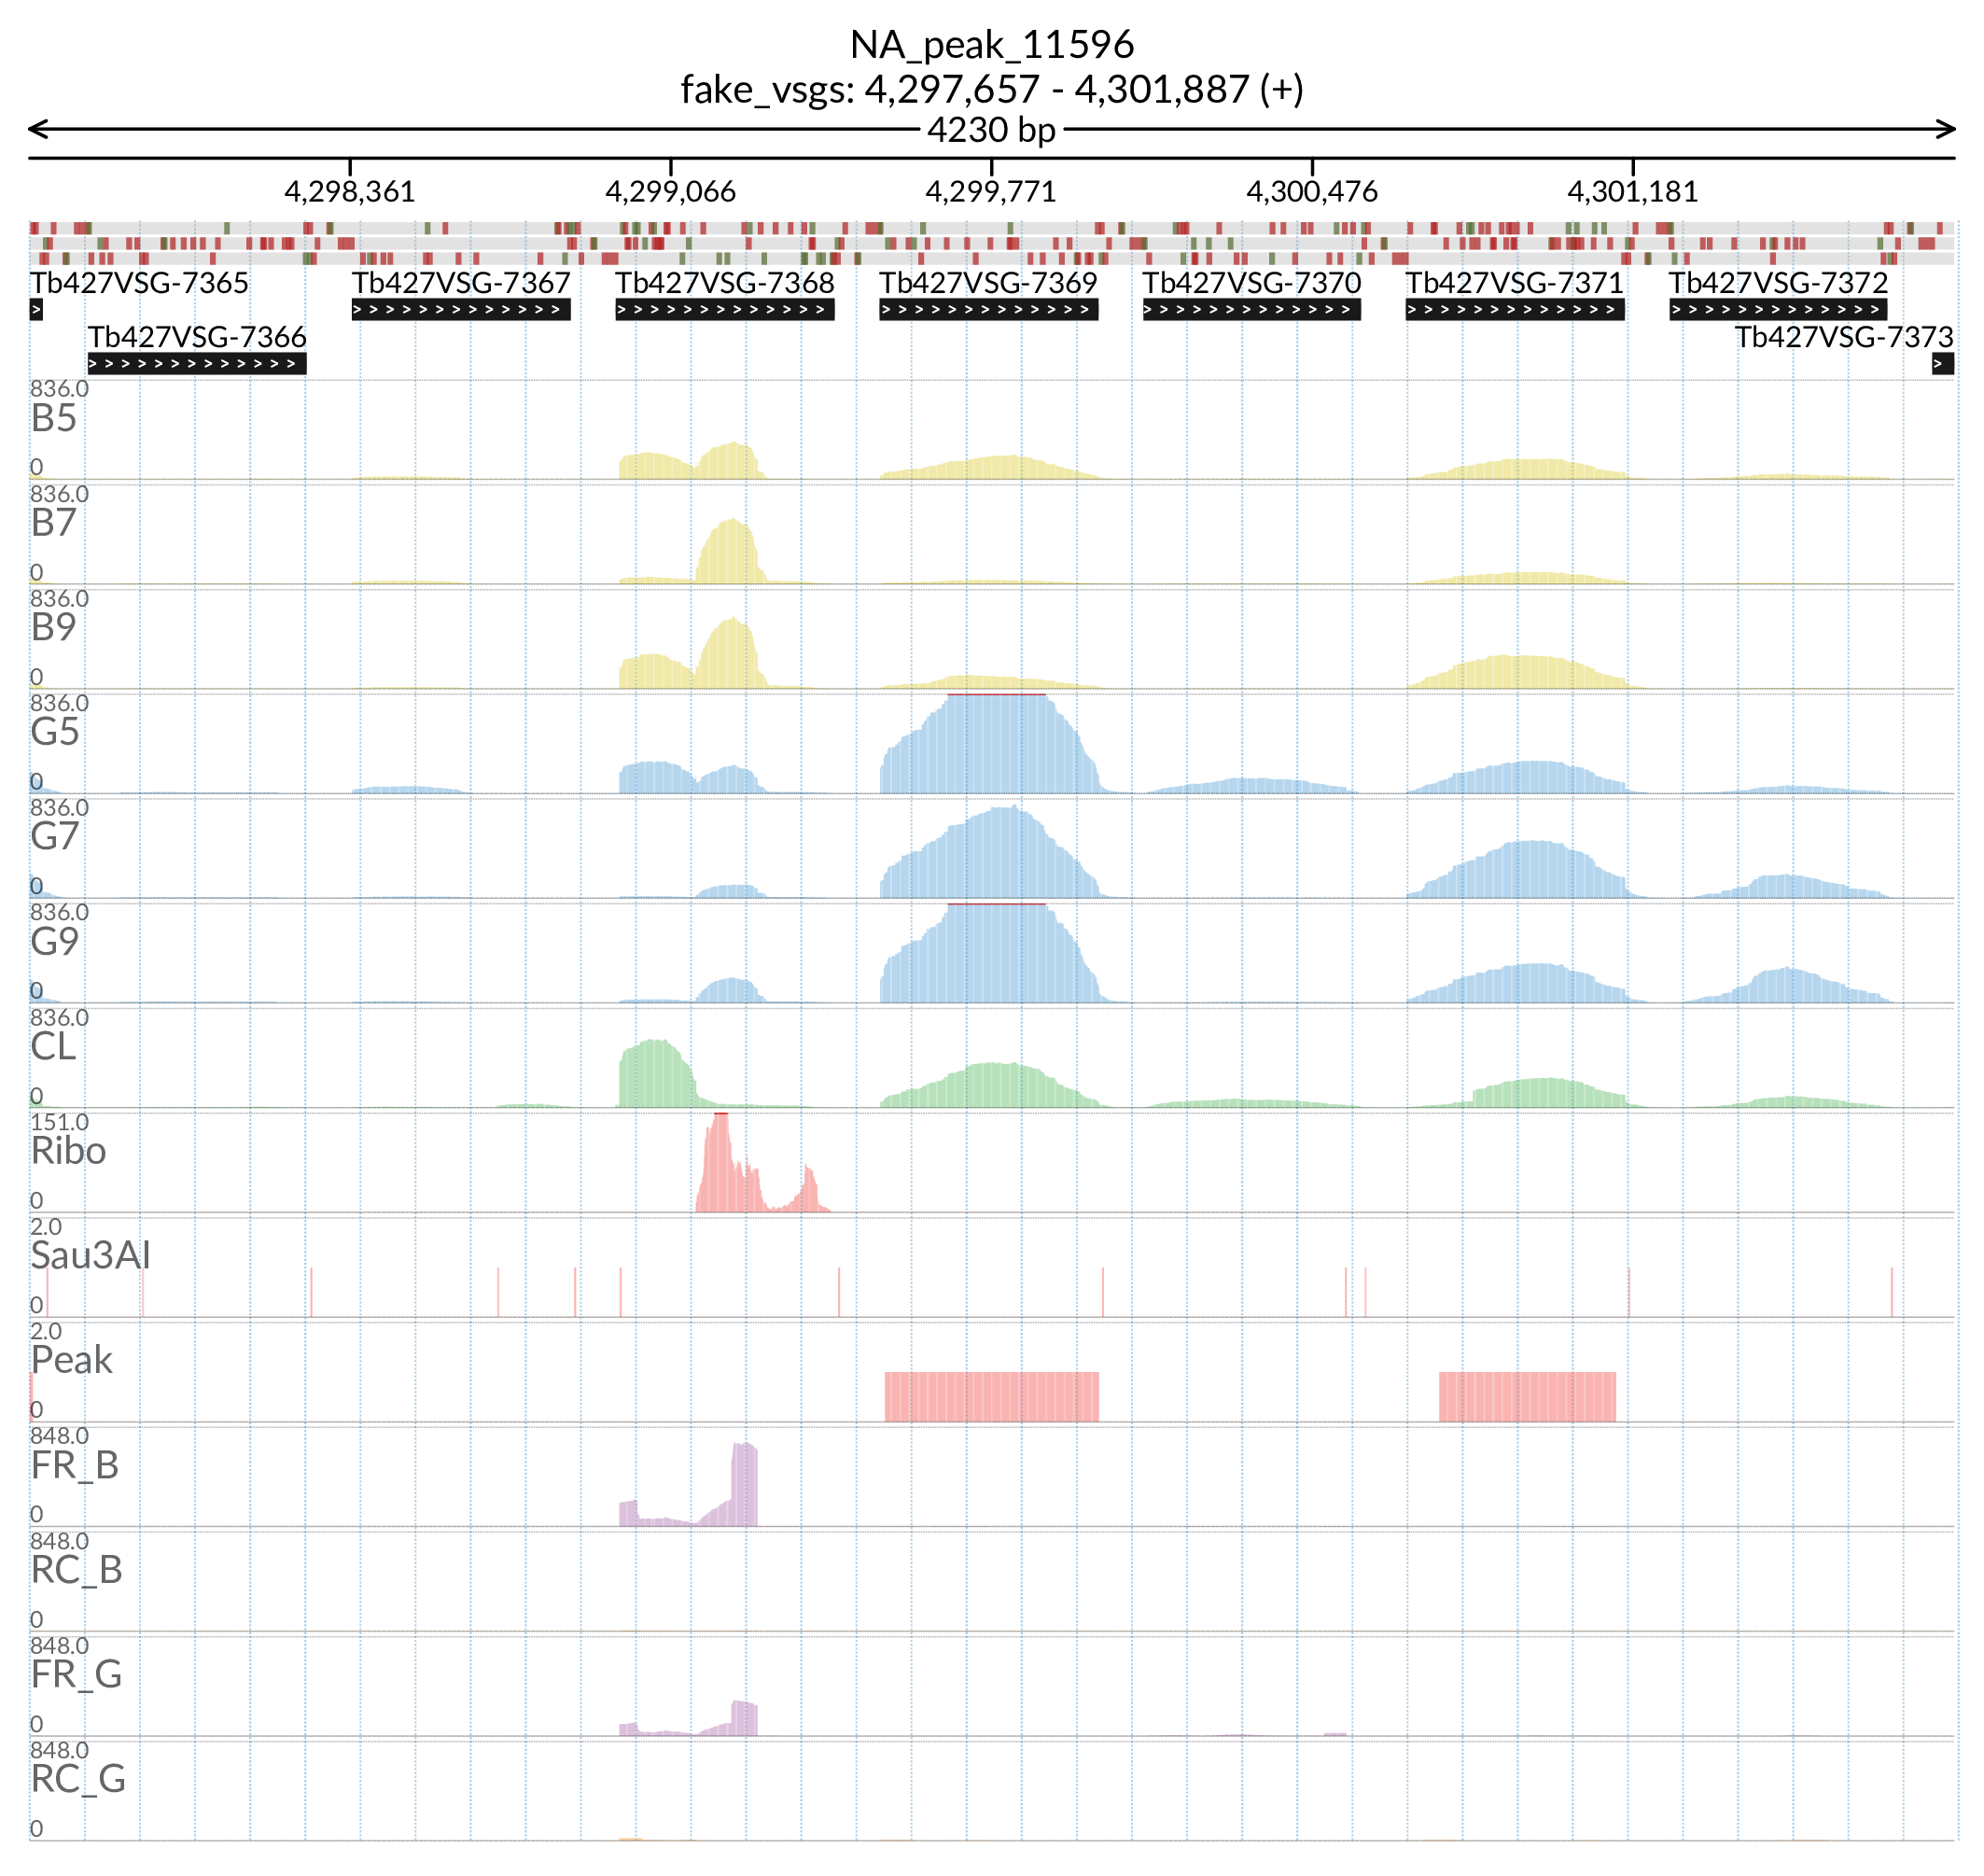 NA_peak_11596
fake_vsgs: 4,297,657 - 4,301,887 (+)
4230 bp
4,298,361 4,299,066 4,299,771 4,300,476 4,301,181
Tb427VSG-7365 Tb427VSG-7367 Tb427VSG-7368 Tb427VSG-7369 Tb427VSG-7370 Tb427VSG-7371 Tb427VSG-7372
Tb427VSG-7366 Tb427VSG-7373
836.0
B5
0
836.0
B7
0
836.0
B9
0
836.0
G5
0
836.0
G7
0
836.0
G9
0
836.0
CL
0
151.0
Ribo
0
2.0
Sau3AI
0
2.0
Peak
0
848.0
FR_B
0
848.0
RC_B
0
848.0
FR_G
0
848.0
RC_G
0